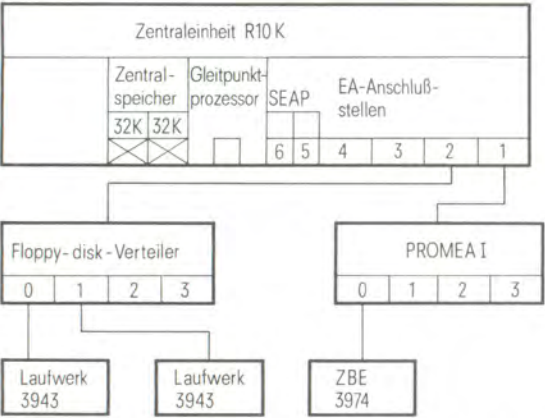 Zentraleinheit R10 K
Zentral-
speicher
32K 32K
Gleitpunkt-
prozessor
SEAP
EA-Anschluß-
stellen
6 5 4 3 2 1
Floppy-disk-Verteiler
0 1 2 3
PROMEA I
0 1 2 3
Laufwerk
3943
Laufwerk
3943
ZBE
3974